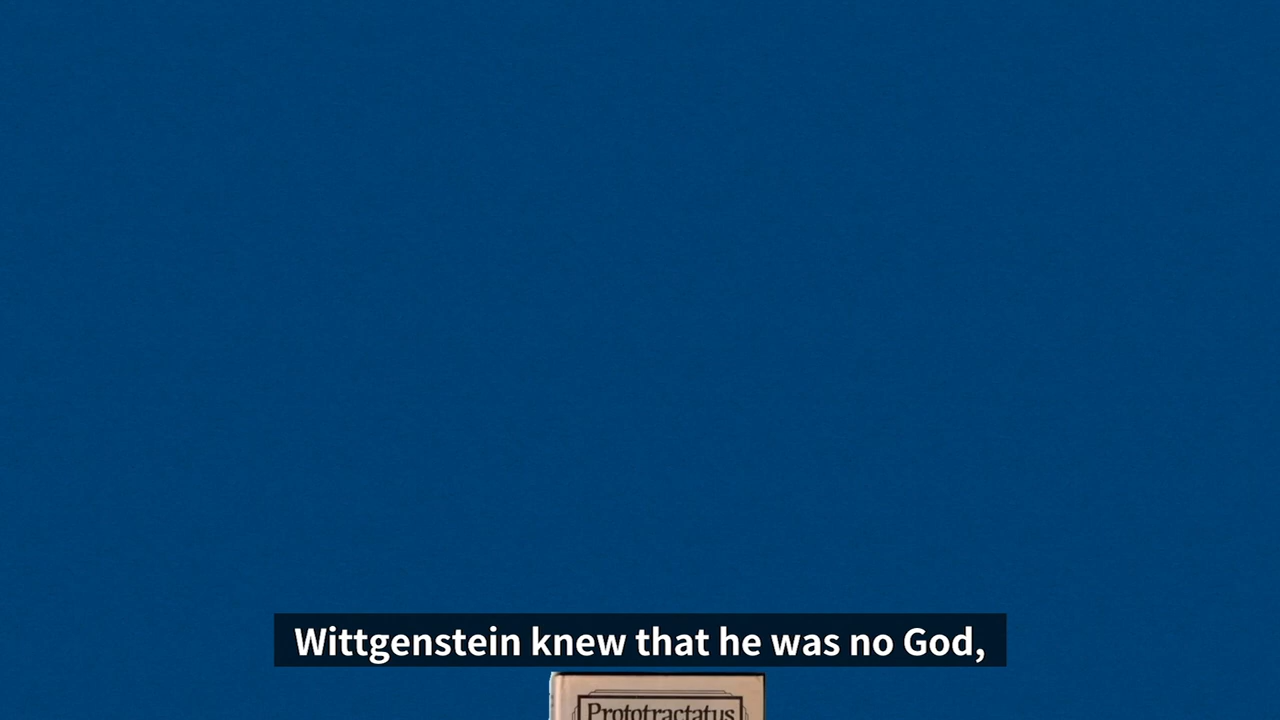 Wittgenstein knew that he was no God,
Prototractatus